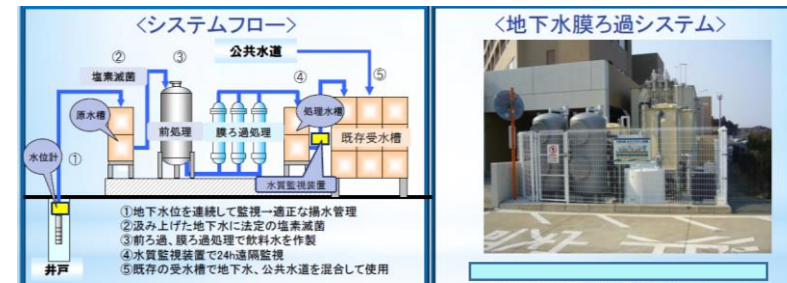 <システムフロー>
公共水道
②
③
塩素滅菌
④
⑤
原水槽
処理水槽
前処理
膜ろ過処理
既存受水槽
水位計
①
水質監視装置
①地下水位を連続して監視→適正な揚水管理
②汲み上げた地下水に法定の塩素滅菌
③前ろ過、膜ろ過処理で飲料水を作製
④水質監視装置で24h遠隔監視
⑤既存の受水槽で地下水、公共水道を混合して使用
井戸
<地下水膜ろ過システム>